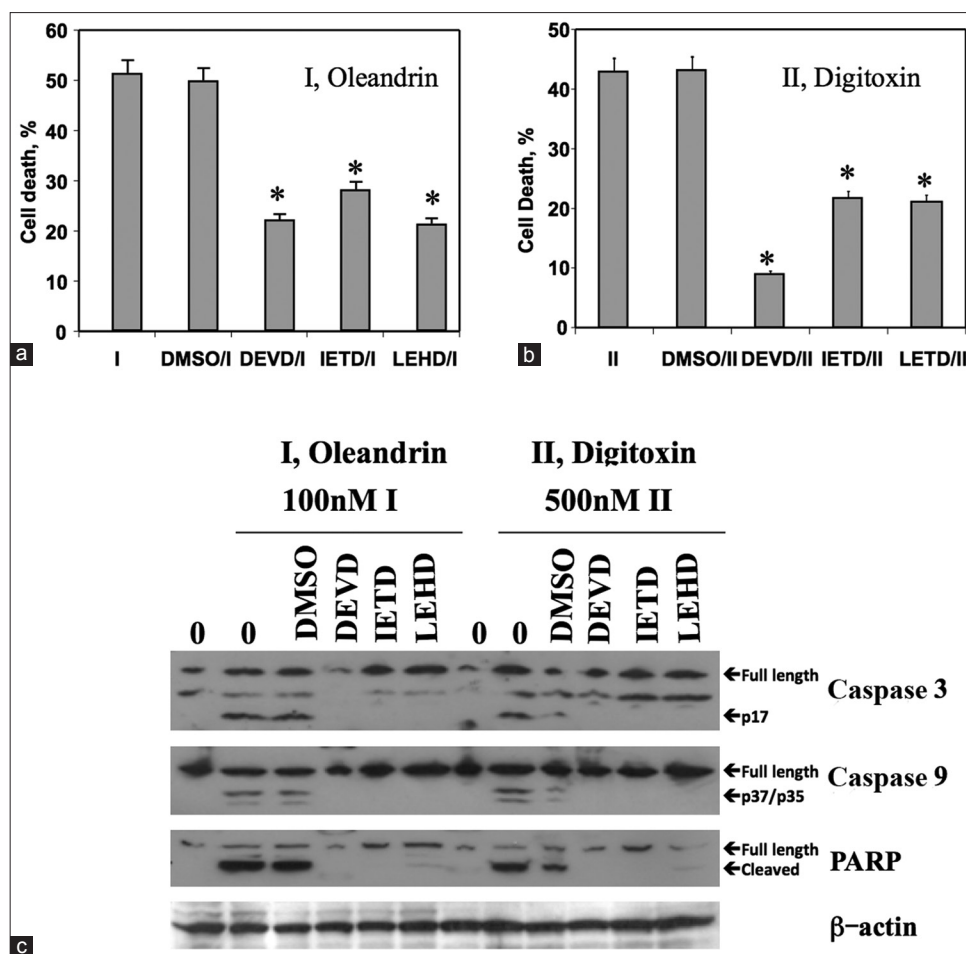 60
50
40
30
20
10
0
Cell death, %
I, Oleandrin
*
*
*
I
DMSO/I
DEVD/I
IETD/I
LEHD/I
a
50
40
30
20
10
0
Cell Death, %
II, Digitoxin
*
*
*
II
DMSO/II
DEVD/II
IETD/II
LETD/II
b
I, Oleandrin
100nM I
II, Digitoxin
500nM II
0
0
DMSO
DEVD
IETD
LEHD
0
0
DMSO
DEVD
IETD
LEHD
←Full length
Caspase 3
←p17
←Full length
Caspase 9
←p37/p35
←Full length
PARP
←Cleaved
β-actin
c